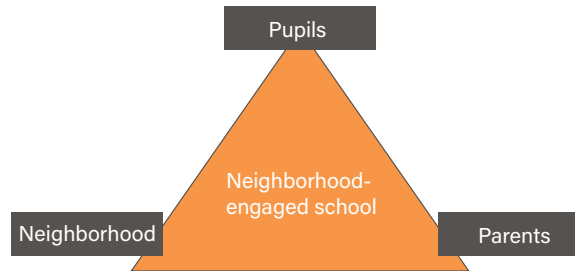 Pupils
Neighborhood-
engaged school
Neighborhood
Parents